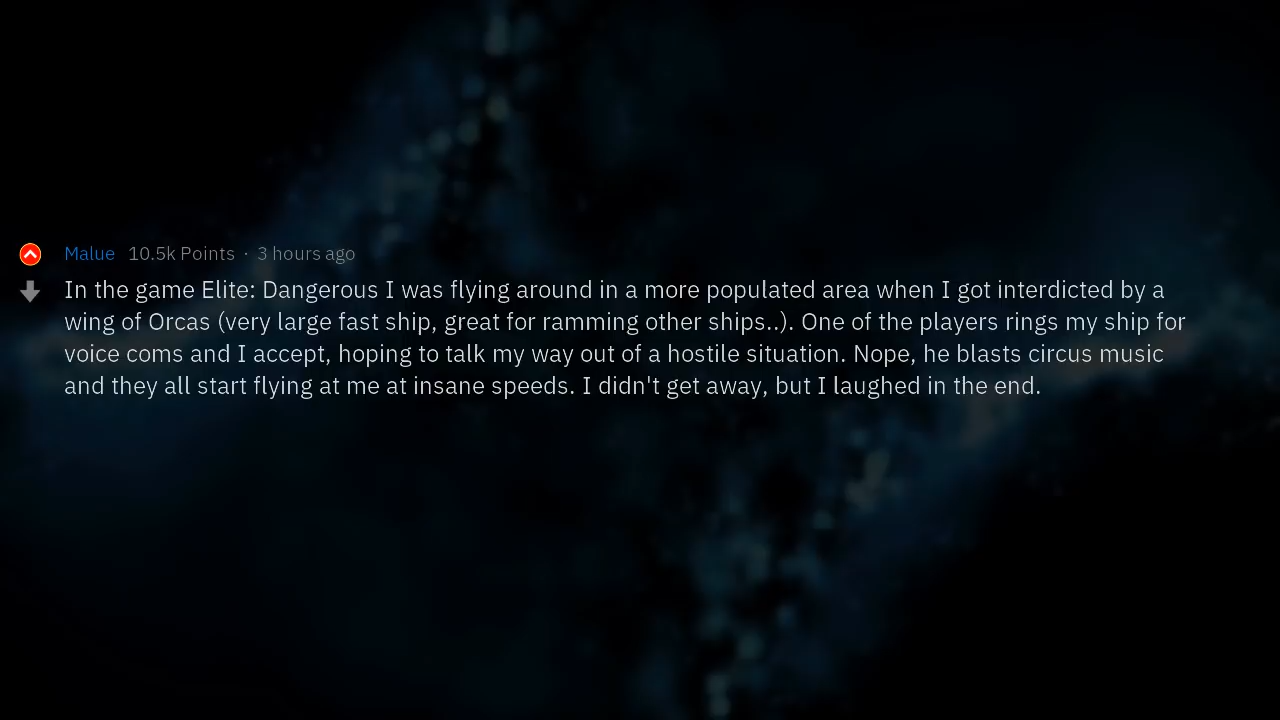 Malue 10.5k Points · 3 hours ago
In the game Elite: Dangerous I was flying around in a more populated area when I got interdicted by a
wing of Orcas (very large fast ship, great for ramming other ships..). One of the players rings my ship for
voice coms and I accept, hoping to talk my way out of a hostile situation. Nope, he blasts circus music
and they all start flying at me at insane speeds. I didn't get away, but I laughed in the end.